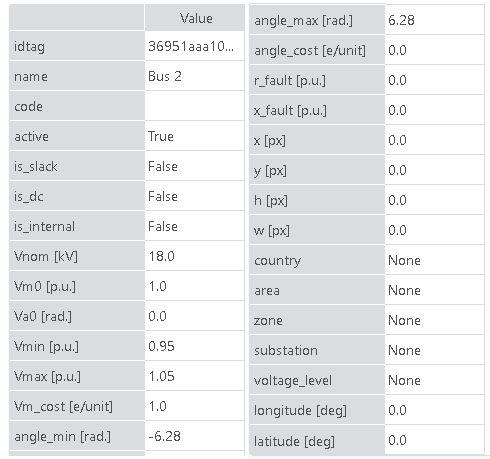 Value
idtag 36951aaa10...
name Bus 2
code
active True
is_slack False
is_dc False
is_internal False
Vnom [kV] 18.0
Vm0 [p.u.] 1.0
Va0 [rad.] 0.0
Vmin [p.u.] 0.95
Vmax [p.u.] 1.05
Vm_cost [e/unit] 1.0
angle_min [rad.] -6.28
angle_max [rad.] 6.28
angle_cost [e/unit] 0.0
r_fault [p.u.] 0.0
x_fault [p.u.] 0.0
x [px] 0.0
y [px] 0.0
h [px] 0.0
w [px] 0.0
country None
area None
zone None
substation None
voltage_level None
longitude [deg] 0.0
latitude [deg] 0.0